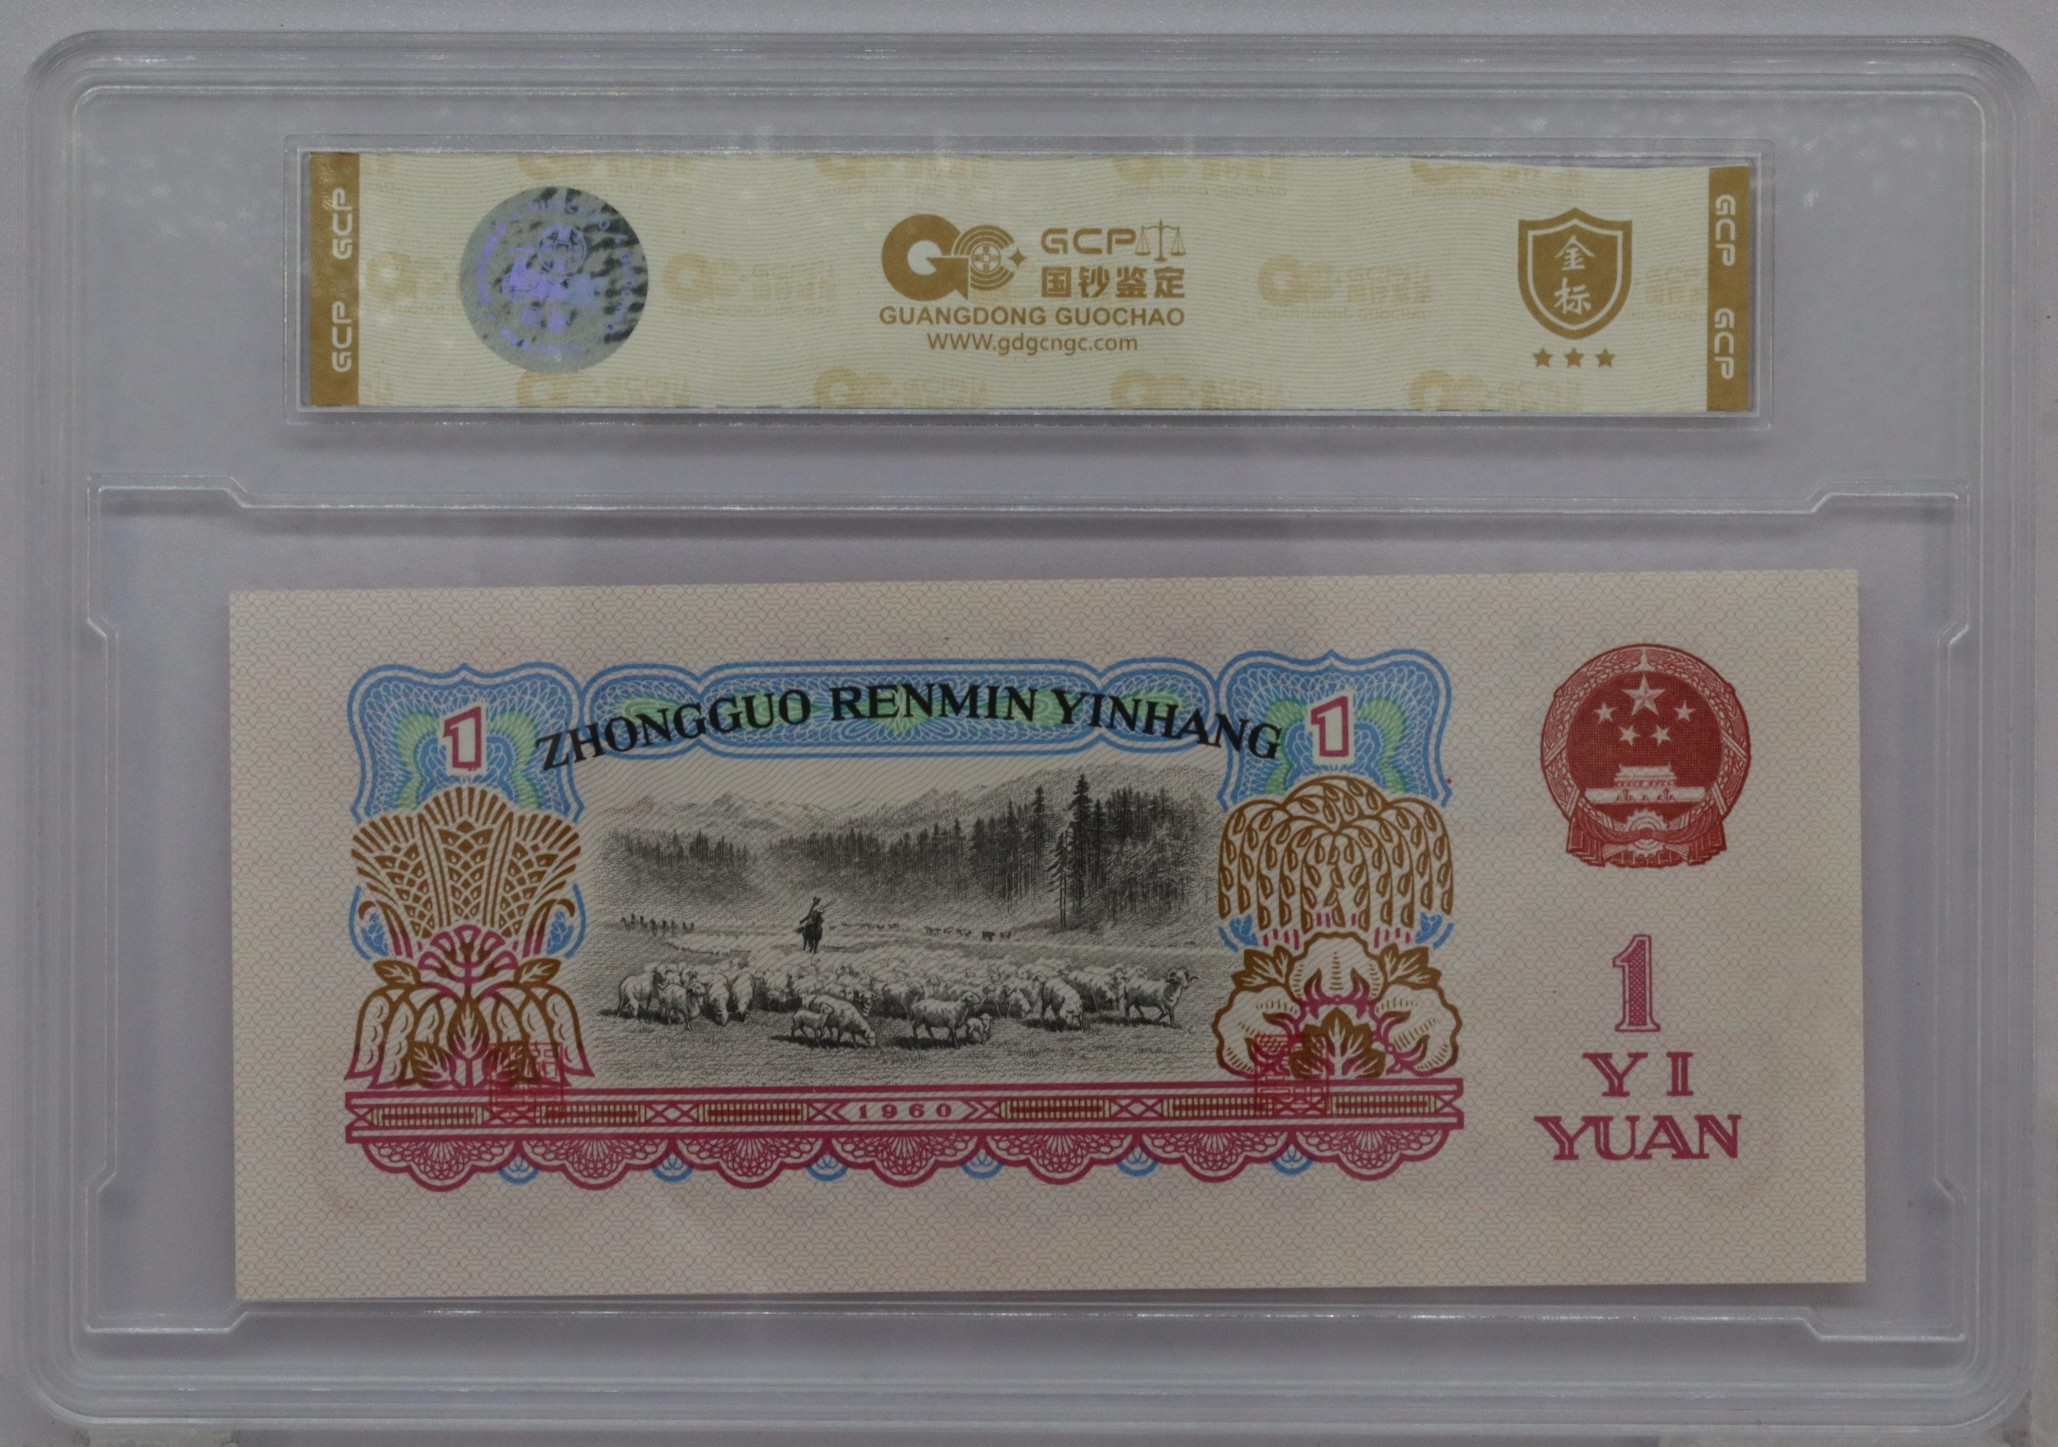 GCP
GCP
GCP
国钞鉴定
GUANGDONG GUOCHAO
WWW.gdgcngc.com
金
标
GCP
GCP
1
ZHONGGUO RENMIN YINHANG
1
1
YI
YUAN
1960